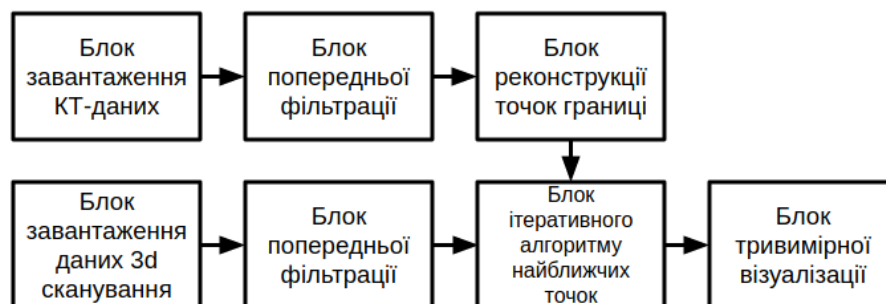 Блок
завантаження
КТ-даних
Блок
попередньої
фільтрації
Блок
реконструкції
точок границі
Блок
завантаження
даних 3d
сканування
Блок
попередньої
фільтрації
Блок
ітеративного
алгоритму
найближчих
точок
Блок
тривимірної
візуалізації